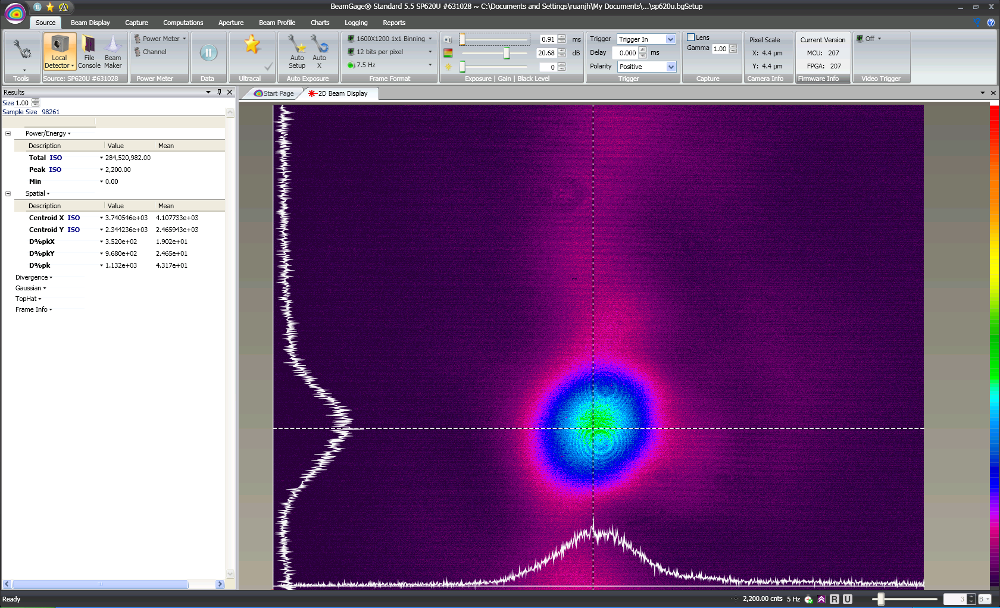 BeamGage® Standard 5.5 SP620U #631028 ~ C:\Documents and Settings\ruanjh\My Documents\...\sp620u.bgSetup
Source Beam Display Capture Computations Aperture Beam Profile Charts Logging Reports
Tools
Local Detector
File Console
Beam Maker
Source: SP620U #631028
Power Meter
Channel
Power Meter
Data
Ultracal
Auto Setup
Auto X
Auto Exposure
1600X1200 1x1 Binning
12 bits per pixel
7.5 Hz
Frame Format
0.91 ms
20.68 dB
0
Exposure | Gain | Black Level
Trigger Trigger In
Delay 0.000 ms
Polarity Positive
Trigger
Lens
Gamma 1.00
Capture
Pixel Scale
X: 4.4 µm
Y: 4.4 µm
Camera Info
Current Version
MCU: 207
FPGA: 207
Firmware Info
Off
Video Trigger
Results
Size 1.00
Sample Size 98261
Power/Energy
Description Value Mean
Total ISO 284,520,982.00
Peak ISO 2,200.00
Min 0.00
Spatial
Description Value Mean
Centroid X ISO 3.740546e+03 4.107733e+03
Centroid Y ISO 2.344236e+03 2.465943e+03
D%pkX 3.520e+02 1.902e+01
D%pkY 9.680e+02 2.465e+01
D%pk 1.132e+03 4.317e+01
Divergence
Gaussian
TopHat
Frame Info
Start Page 2D Beam Display
Ready
2,200.00 cnts 5 Hz R U 3 B